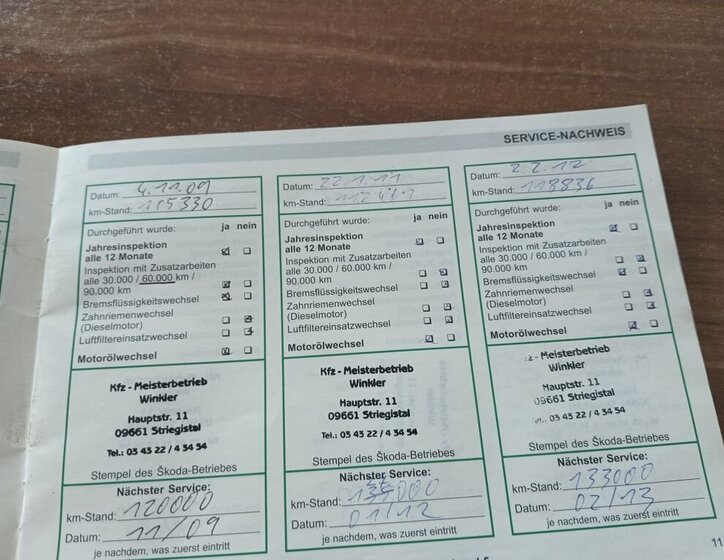 SERVICE-NACHWEIS
Datum: 4.11.09
km-Stand: 105330
Durchgeführt wurde: ja nein
Jahresinspektion
alle 12 Monate
Inspektion mit Zusatzarbeiten
alle 30.000 / 60.000 km /
90.000 km
Bremsflüssigkeitswechsel
Zahnriemenwechsel
(Dieselmotor)
Luftfiltereinsatzwechsel
Motorölwechsel
Kfz - Meisterbetrieb
Winkler
Hauptstr. 11
09661 Striegistal
Tel.: 03 43 22 / 4 34 54
Stempel des Škoda-Betriebes
Nächster Service:
km-Stand: 120000
Datum: 11/09
je nachdem, was zuerst eintritt
Datum: 22.1.11
km-Stand:
Durchgeführt wurde: ja nein
Jahresinspektion
alle 12 Monate
Inspektion mit Zusatzarbeiten
alle 30.000 / 60.000 km /
90.000 km
Bremsflüssigkeitswechsel
Zahnriemenwechsel
(Dieselmotor)
Luftfiltereinsatzwechsel
Motorölwechsel
Kfz - Meisterbetrieb
Winkler
Hauptstr. 11
09661 Striegistal
Tel.: 03 43 22 / 4 34 54
Stempel des Škoda-Betriebes
Nächster Service:
km-Stand:
Datum: 01/12
je nachdem, was zuerst eintritt
Datum: 2.2.12
km-Stand: 118836
Durchgeführt wurde: ja nein
Jahresinspektion
alle 12 Monate
Inspektion mit Zusatzarbeiten
alle 30.000 / 60.000 km /
90.000 km
Bremsflüssigkeitswechsel
Zahnriemenwechsel
(Dieselmotor)
Luftfiltereinsatzwechsel
Motorölwechsel
- Meisterbetrieb
Winkler
Hauptstr. 11
09661 Striegistal
03 43 22 / 4 34 54
Stempel des Škoda-Betriebes
Nächster Service:
km-Stand: 133000
Datum: 02/13
je nachdem, was zuerst eintritt
11